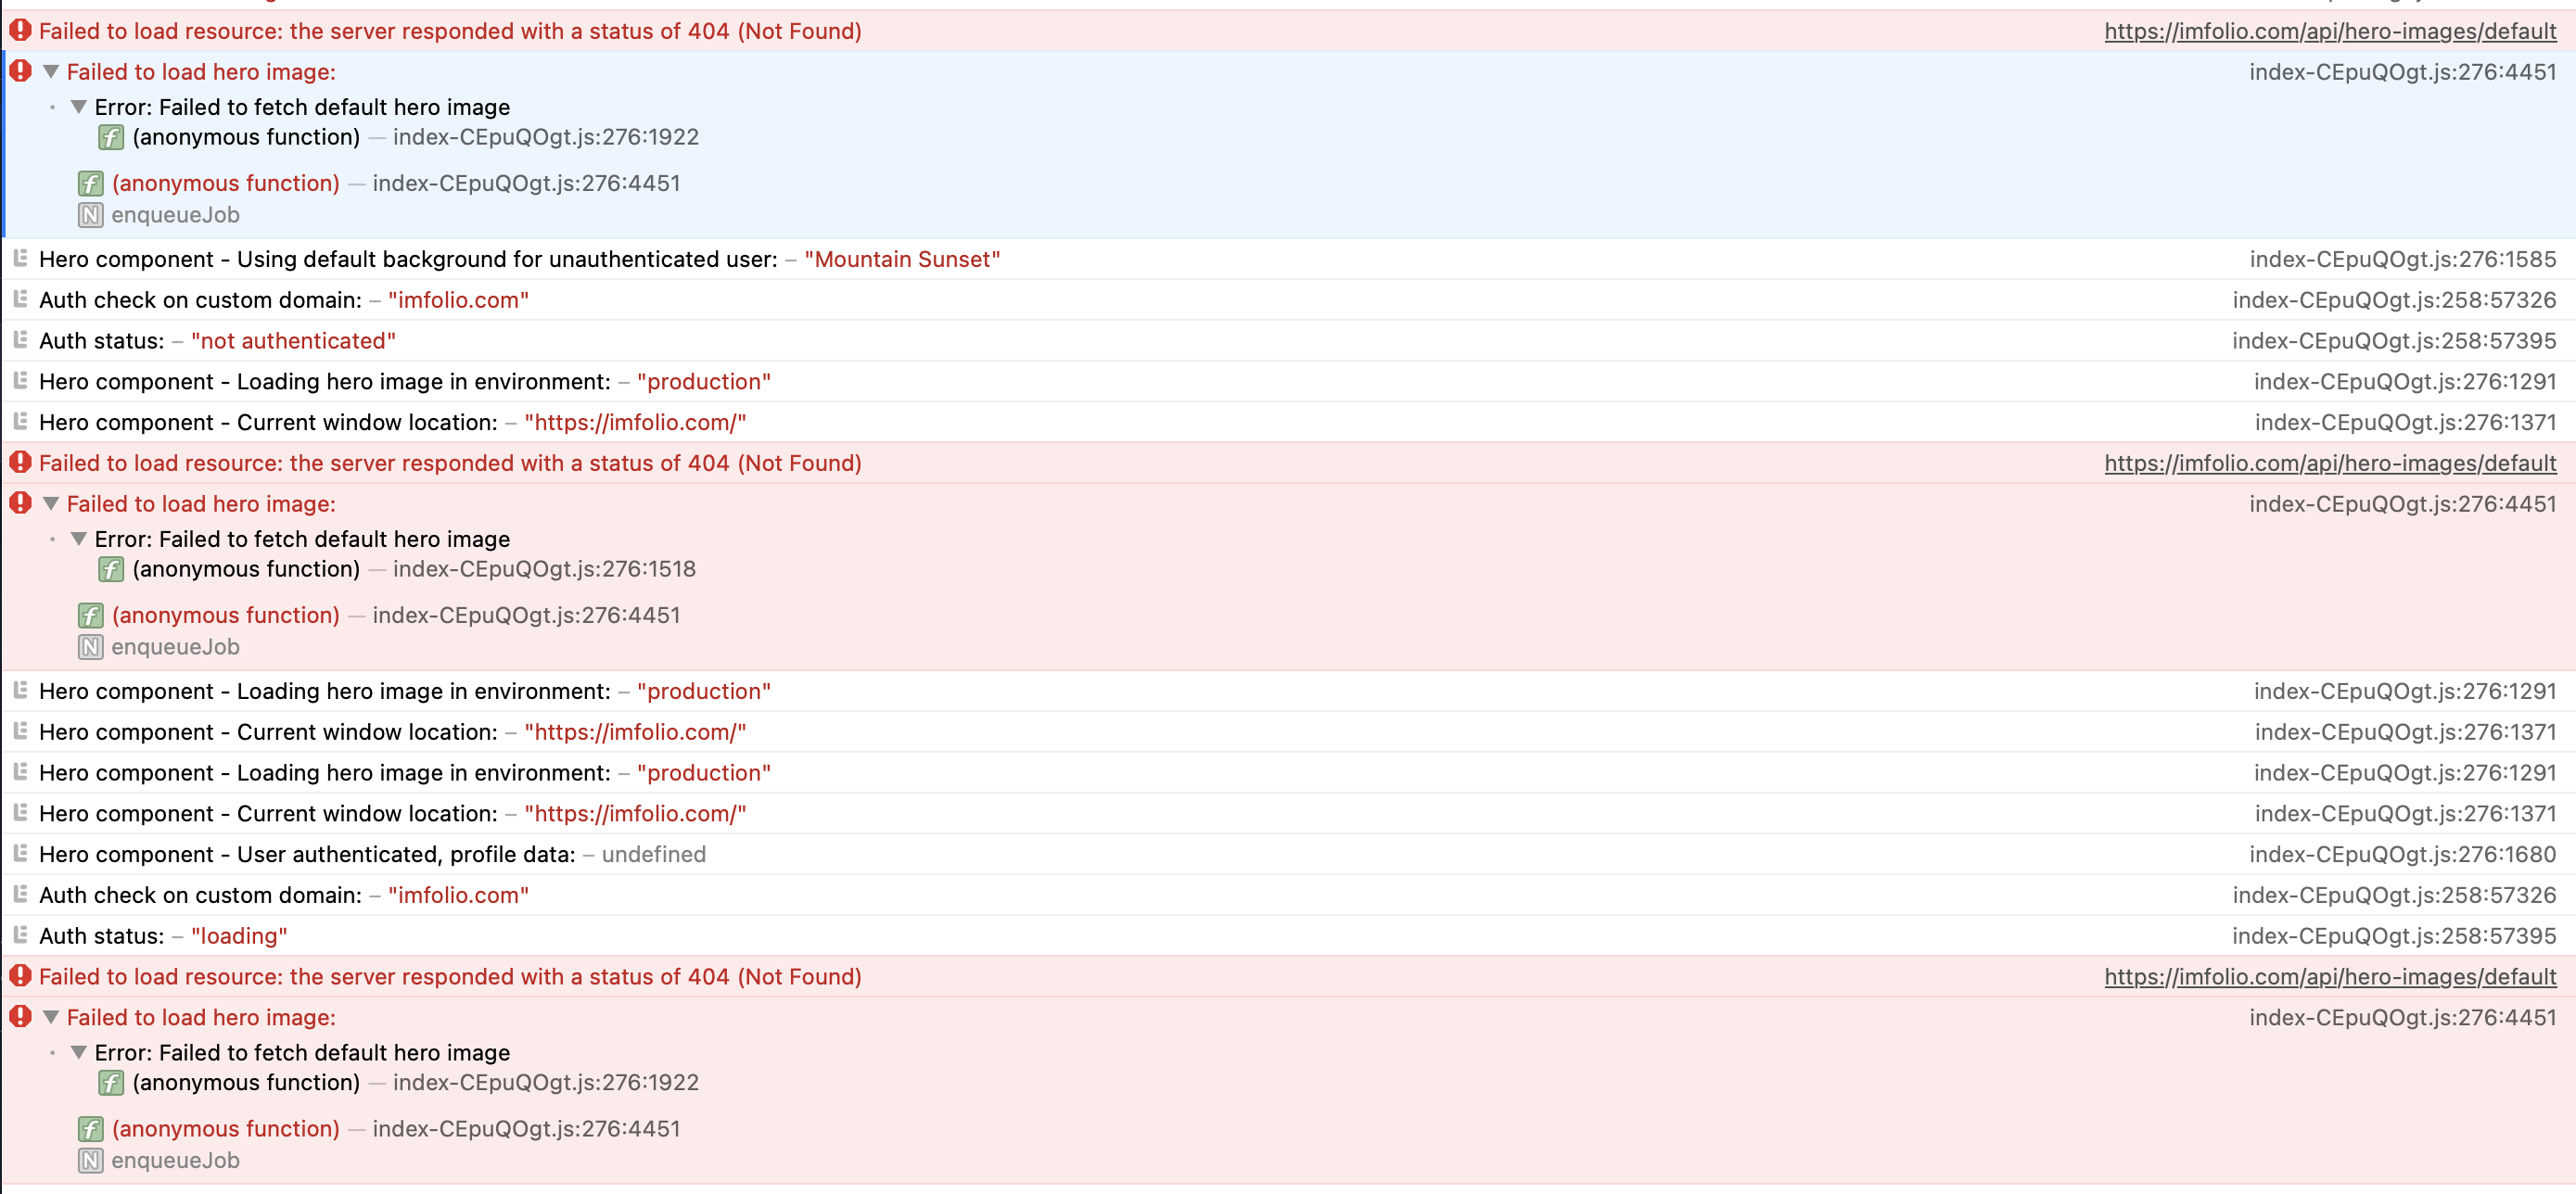 Failed to load resource: the server responded with a status of 404 (Not Found) https://imfolio.com/api/hero-images/default
Failed to load hero image: index-CEpuQOgt.js:276:4451
Error: Failed to fetch default hero image
f (anonymous function) — index-CEpuQOgt.js:276:1922
f (anonymous function) — index-CEpuQOgt.js:276:4451
N enqueueJob
Hero component - Using default background for unauthenticated user: – "Mountain Sunset" index-CEpuQOgt.js:276:1585
Auth check on custom domain: – "imfolio.com" index-CEpuQOgt.js:258:57326
Auth status: – "not authenticated" index-CEpuQOgt.js:258:57395
Hero component - Loading hero image in environment: – "production" index-CEpuQOgt.js:276:1291
Hero component - Current window location: – "https://imfolio.com/" index-CEpuQOgt.js:276:1371
Failed to load resource: the server responded with a status of 404 (Not Found) https://imfolio.com/api/hero-images/default
Failed to load hero image: index-CEpuQOgt.js:276:4451
Error: Failed to fetch default hero image
f (anonymous function) — index-CEpuQOgt.js:276:1518
f (anonymous function) — index-CEpuQOgt.js:276:4451
N enqueueJob
Hero component - Loading hero image in environment: – "production" index-CEpuQOgt.js:276:1291
Hero component - Current window location: – "https://imfolio.com/" index-CEpuQOgt.js:276:1371
Hero component - Loading hero image in environment: – "production" index-CEpuQOgt.js:276:1291
Hero component - Current window location: – "https://imfolio.com/" index-CEpuQOgt.js:276:1371
Hero component - User authenticated, profile data: – undefined index-CEpuQOgt.js:276:1680
Auth check on custom domain: – "imfolio.com" index-CEpuQOgt.js:258:57326
Auth status: – "loading" index-CEpuQOgt.js:258:57395
Failed to load resource: the server responded with a status of 404 (Not Found) https://imfolio.com/api/hero-images/default
Failed to load hero image: index-CEpuQOgt.js:276:4451
Error: Failed to fetch default hero image
f (anonymous function) — index-CEpuQOgt.js:276:1922
f (anonymous function) — index-CEpuQOgt.js:276:4451
N enqueueJob